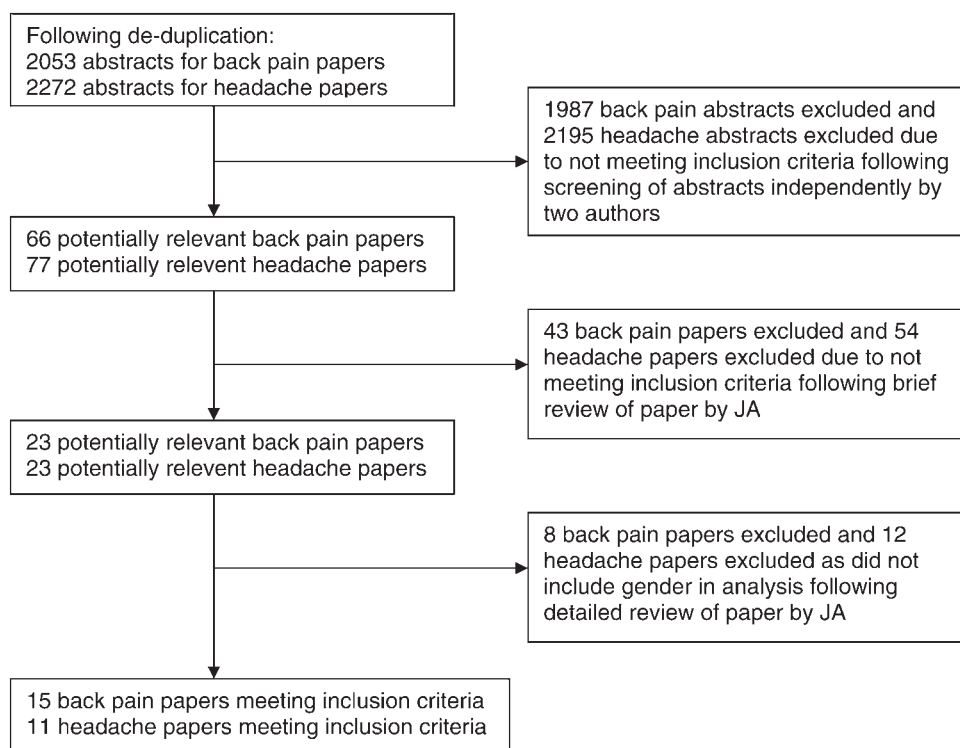 Following de-duplication:
2053 abstracts for back pain papers
2272 abstracts for headache papers
1987 back pain abstracts excluded and
2195 headache abstracts excluded due
to not meeting inclusion criteria following
screening of abstracts independently by
two authors
66 potentially relevant back pain papers
77 potentially relevent headache papers
43 back pain papers excluded and 54
headache papers excluded due to not
meeting inclusion criteria following brief
review of paper by JA
23 potentially relevant back pain papers
23 potentially relevent headache papers
8 back pain papers excluded and 12
headache papers excluded as did not
include gender in analysis following
detailed review of paper by JA
15 back pain papers meeting inclusion criteria
11 headache papers meeting inclusion criteria